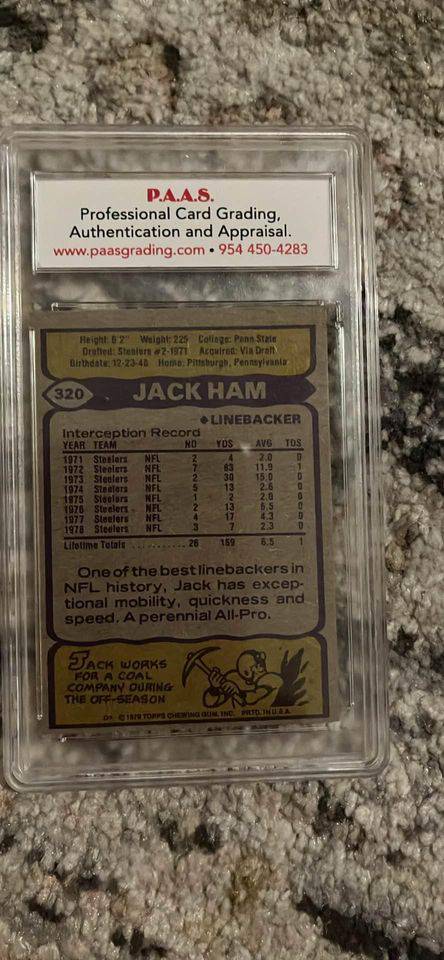 P.A.A.S.
Professional Card Grading,
Authentication and Appraisal.
www.paasgrading.com • 954 450-4283
Height: 6'2" Weight: 225 College: Penn State
Drafted: Steelers #2-1971 Acquired: Via Draft
Birthdate: 12-23-48 Home: Pittsburgh, Pennsylvania
320 JACK HAM
◆LINEBACKER
Interception Record
YEAR TEAM NO YDS AVG TDS
1971 Steelers NFL 2 4 2.0 0
1972 Steelers NFL 7 83 11.9 1
1973 Steelers NFL 2 30 15.0 0
1974 Steelers NFL 5 13 2.6 0
1975 Steelers NFL 1 2 2.0 0
1976 Steelers NFL 2 13 6.5 0
1977 Steelers NFL 4 17 4.3 0
1978 Steelers NFL 3 7 2.3 0
Lifetime Totals .......... 26 159 6.5 1
One of the best linebackers in
NFL history, Jack has excep-
tional mobility, quickness and
speed. A perennial All-Pro.
JACK WORKS
FOR A COAL
COMPANY DURING
THE OFF-SEASON
© 1979 TOPPS CHEWING GUM, INC. PRTD. IN U.S.A.